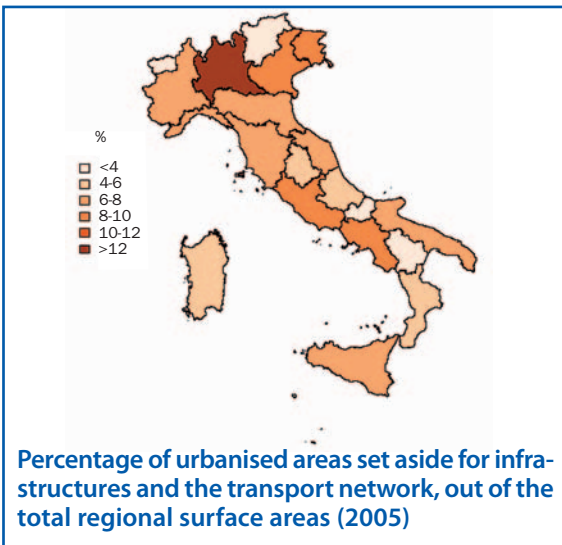 %
<4
4-6
6-8
8-10
10-12
>12
Percentage of urbanised areas set aside for infra-
structures and the transport network, out of the
total regional surface areas (2005)